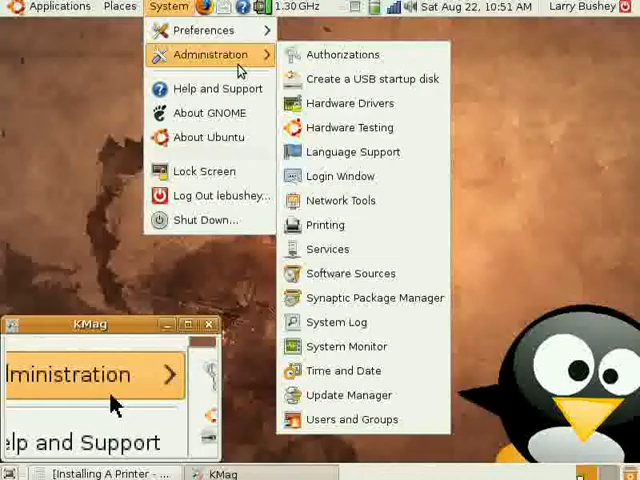 Applications Places System 1.30 GHz Sat Aug 22, 10:51 AM Larry Bushey
Preferences
Administration
Help and Support
About GNOME
About Ubuntu
Lock Screen
Log Out lebushey...
Shut Down...
Authorizations
Create a USB startup disk
Hardware Drivers
Hardware Testing
Language Support
Login Window
Network Tools
Printing
Services
Software Sources
Synaptic Package Manager
System Log
System Monitor
Time and Date
Update Manager
Users and Groups
KMag
lministration
elp and Support
[Installing A Printer - ... KMag